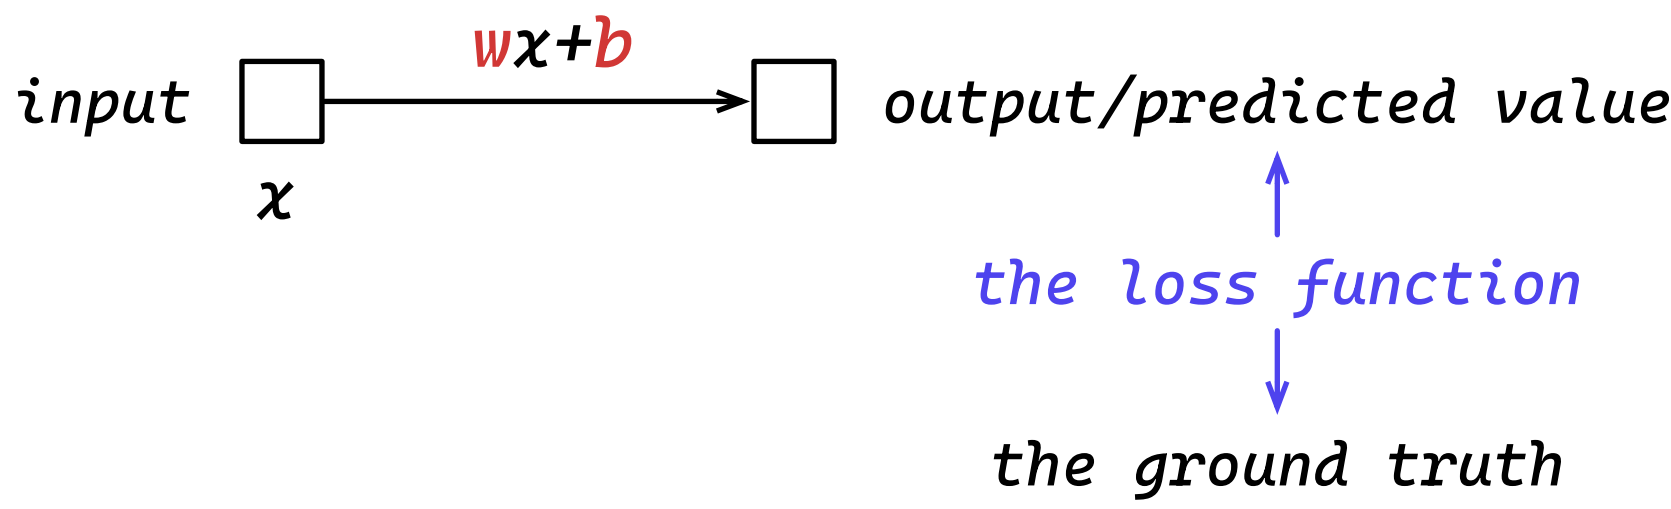 wx+b
input
output/predicted value
x
the loss function
the ground truth